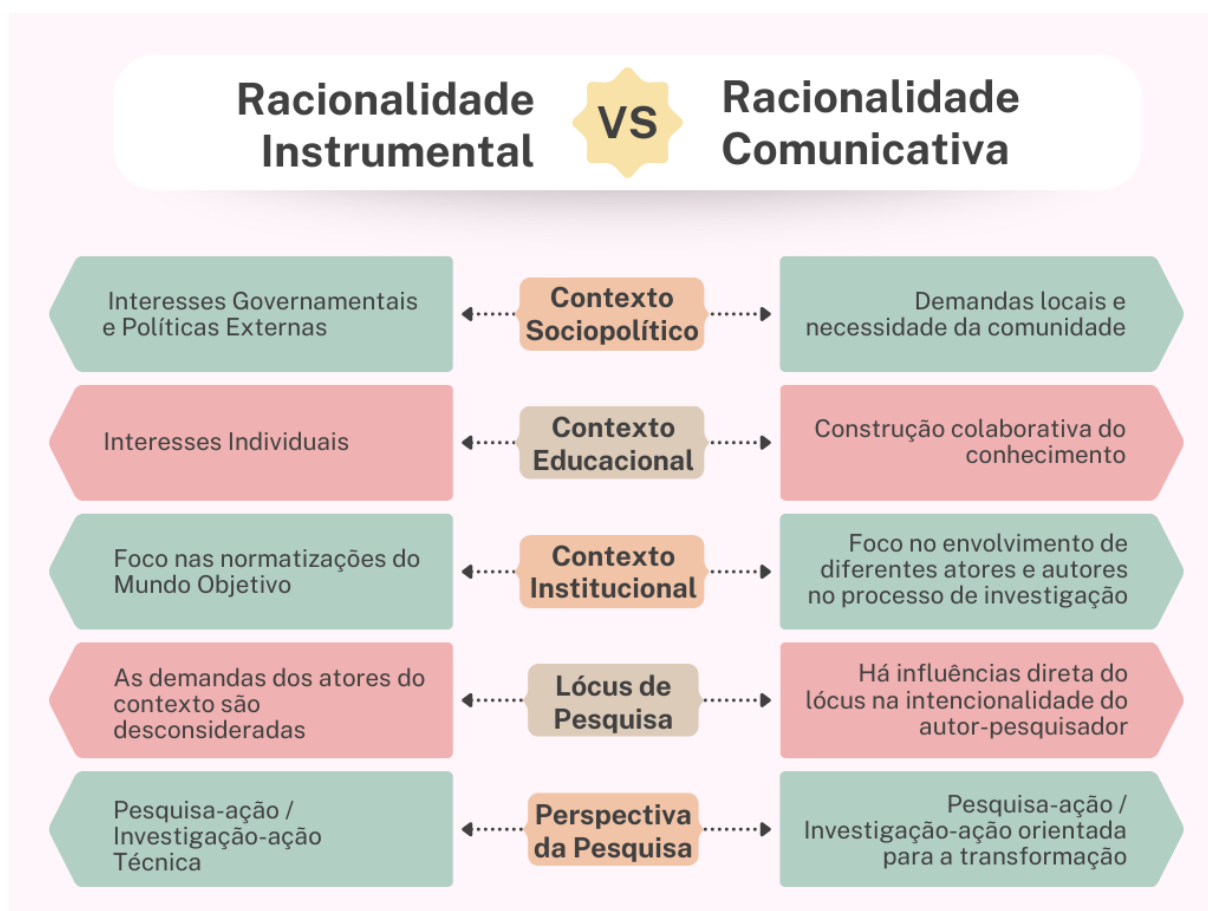 Racionalidade
Instrumental
VS
Racionalidade
Comunicativa
Interesses Governamentais
e Políticas Externas
Contexto
Sociopolítico
Demandas locais e
necessidade da comunidade
Interesses Individuais
Contexto
Educacional
Construção colaborativa do
conhecimento
Foco nas normatizações do
Mundo Objetivo
Contexto
Institucional
Foco no envolvimento de
diferentes atores e autores
no processo de investigação
As demandas dos atores do
contexto são
desconsideradas
Lócus de
Pesquisa
Há influências direta do
lócus na intencionalidade do
autor-pesquisador
Pesquisa-ação /
Investigação-ação
Técnica
Perspectiva
da Pesquisa
Pesquisa-ação /
Investigação-ação orientada
para a transformação